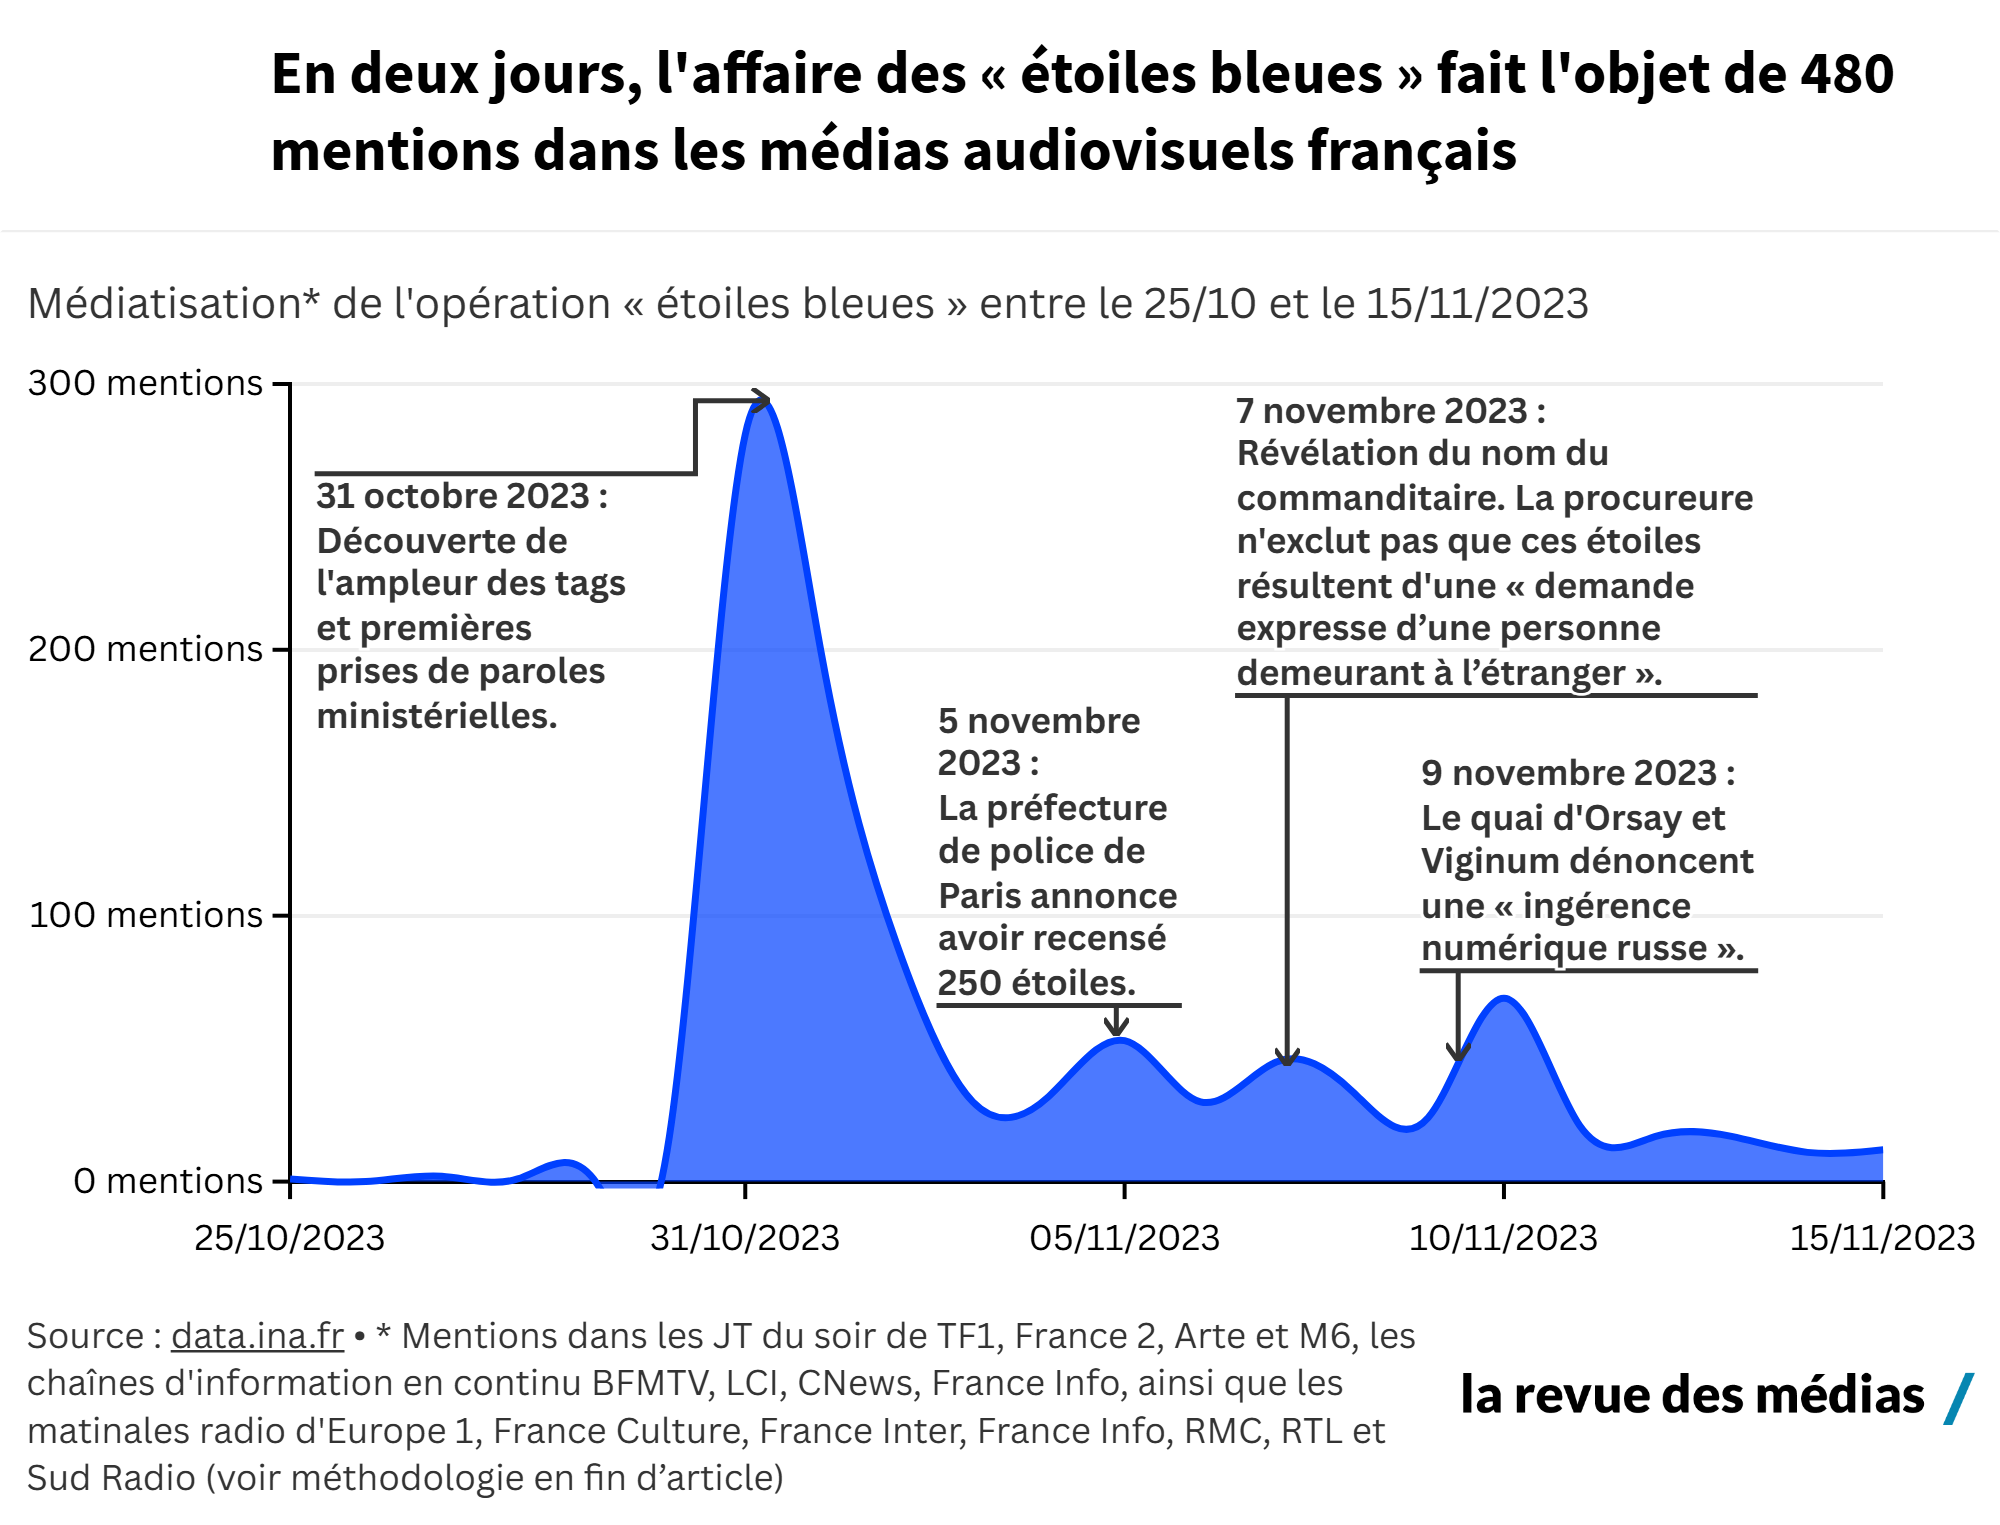 En deux jours, l'affaire des « étoiles bleues » fait l'objet de 480
mentions dans les médias audiovisuels français
Médiatisation* de l'opération « étoiles bleues » entre le 25/10 et le 15/11/2023
300 mentions
200 mentions
100 mentions
0 mentions
31 octobre 2023 :
Découverte de
l'ampleur des tags
et premières
prises de paroles
ministérielles.
5 novembre
2023 :
La préfecture
de police de
Paris annonce
avoir recensé
250 étoiles.
7 novembre 2023 :
Révélation du nom du
commanditaire. La procureure
n'exclut pas que ces étoiles
résultent d'une « demande
expresse d’une personne
demeurant à l’étranger ».
9 novembre 2023 :
Le quai d'Orsay et
Viginum dénoncent
une « ingérence
numérique russe ».
25/10/2023
31/10/2023
05/11/2023
10/11/2023
15/11/2023
Source : data.ina.fr • * Mentions dans les JT du soir de TF1, France 2, Arte et M6, les
chaînes d'information en continu BFMTV, LCI, CNews, France Info, ainsi que les
matinales radio d'Europe 1, France Culture, France Inter, France Info, RMC, RTL et
Sud Radio (voir méthodologie en fin d’article)
la revue des médias /